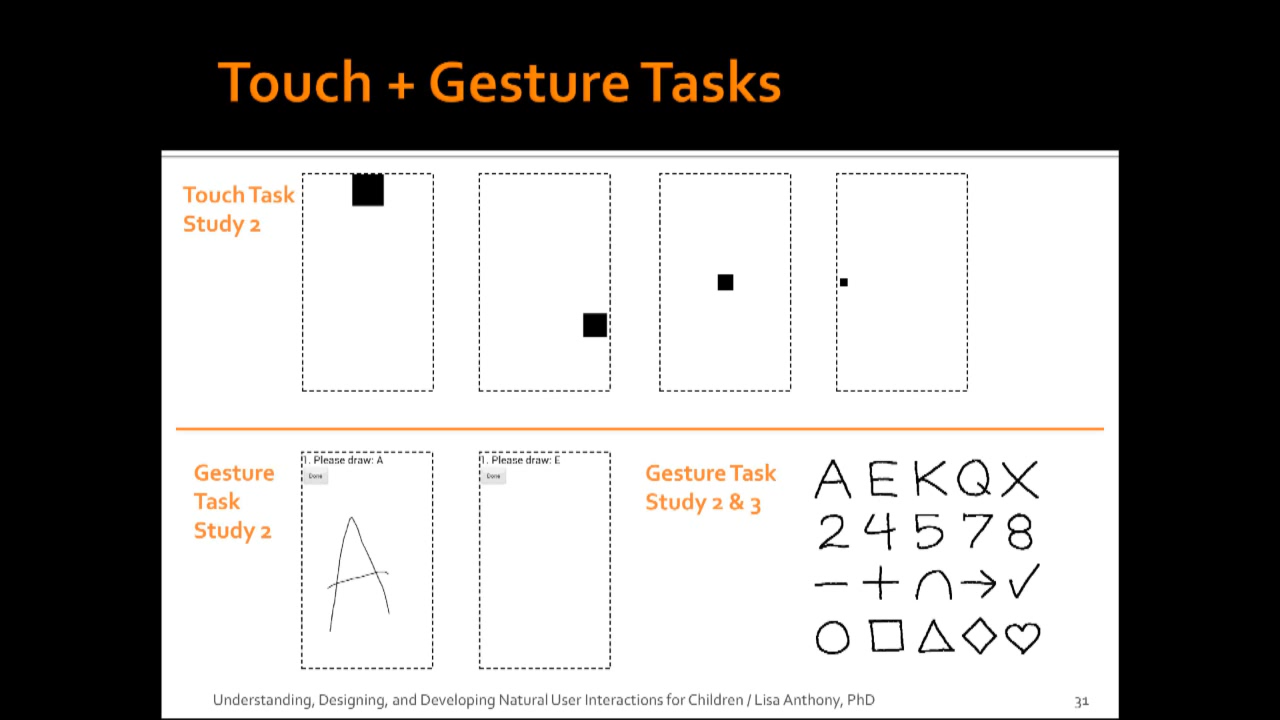 Touch + Gesture Tasks
Touch Task
Study 2
Gesture
Task
Study 2
1. Please draw: A
Done
A
1. Please draw: E
Done
Gesture Task
Study 2 & 3
A E K Q X
2 4 5 7 8
— + ∩ → ✓
○ □ △ ◇ ♡
Understanding, Designing, and Developing Natural User Interactions for Children / Lisa Anthony, PhD
31